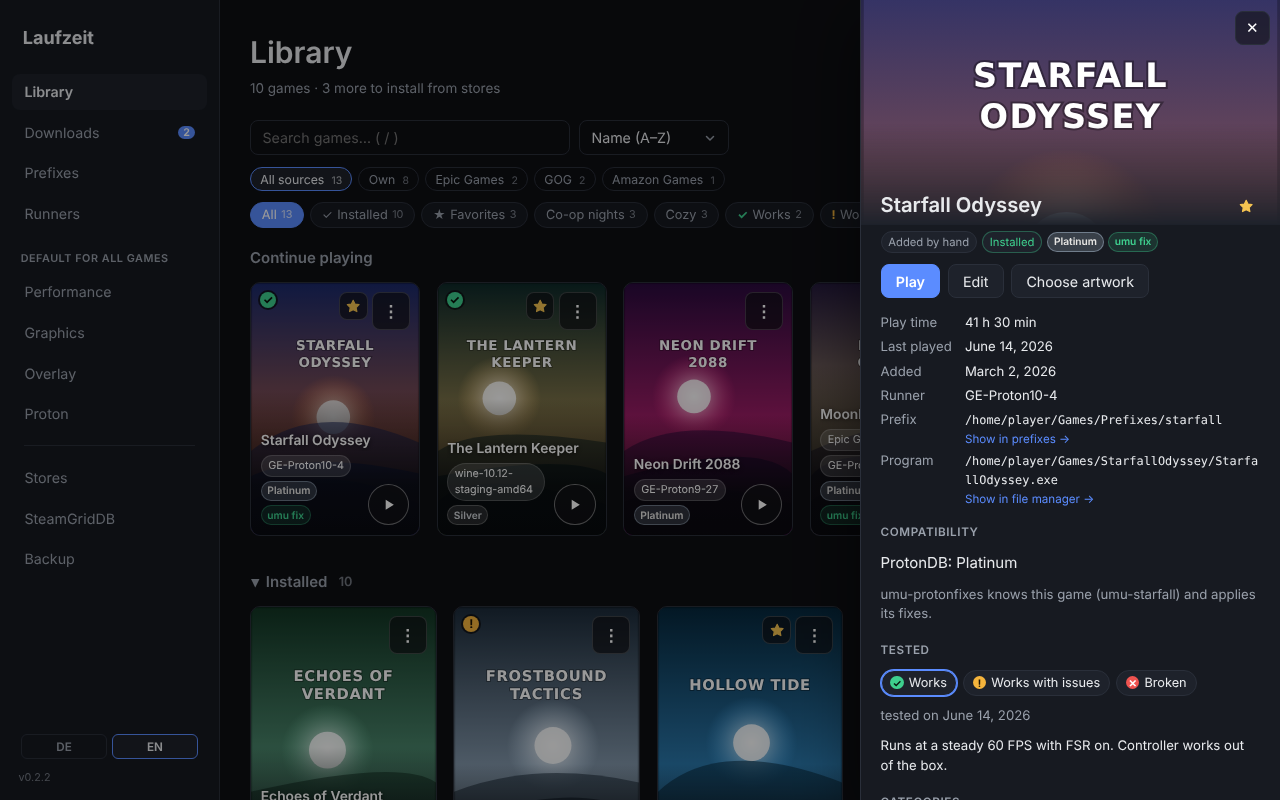 Laufzeit
Library
Downloads 2
Prefixes
Runners
DEFAULT FOR ALL GAMES
Performance
Graphics
Overlay
Proton
Stores
SteamGridDB
Backup
DE EN
v0.2.2
Library
10 games · 3 more to install from stores
Search games... ( / )
Name (A–Z)
All sources 13 Own 8 Epic Games 2 GOG 2 Amazon Games 1
All 13 ✓ Installed 10 ★ Favorites 3 Co-op nights 3 Cozy 3 ✓ Works 2 ! Wo
Continue playing
STARFALL
ODYSSEY
Starfall Odyssey
GE-Proton10-4
Platinum
umu fix
THE LANTERN
KEEPER
The Lantern Keeper
wine-10.12-
staging-amd64
Silver
NEON DRIFT
2088
Neon Drift 2088
GE-Proton9-27
Platinum
Moonl
Epic G
GE-Pro
Platinu
umu fi
▼ Installed 10
ECHOES OF
VERDANT
Echoes of Verdant
!
FROSTBOUND
TACTICS
HOLLOW TIDE
✕
STARFALL
ODYSSEY
Starfall Odyssey ★
Added by hand Installed Platinum umu fix
Play Edit Choose artwork
Play time 41 h 30 min
Last played June 14, 2026
Added March 2, 2026
Runner GE-Proton10-4
Prefix /home/player/Games/Prefixes/starfall
Show in prefixes →
Program /home/player/Games/StarfallOdyssey/Starfa
llOdyssey.exe
Show in file manager →
COMPATIBILITY
ProtonDB: Platinum
umu-protonfixes knows this game (umu-starfall) and applies
its fixes.
TESTED
Works Works with issues Broken
tested on June 14, 2026
Runs at a steady 60 FPS with FSR on. Controller works out
of the box.
CATEGORIES